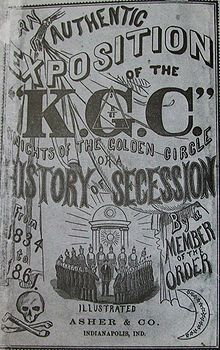 AN
AUTHENTIC
EXPOSITION
OF THE
"K.G.C."
KNIGHTS OF THE GOLDEN CIRCLE
OR A
HISTORY OF SECESSION
From
1834
To
1861.
BY A
MEMBER
OF THE
ORDER
ILLUSTRATED
ASHER & CO.
INDIANAPOLIS, IND.